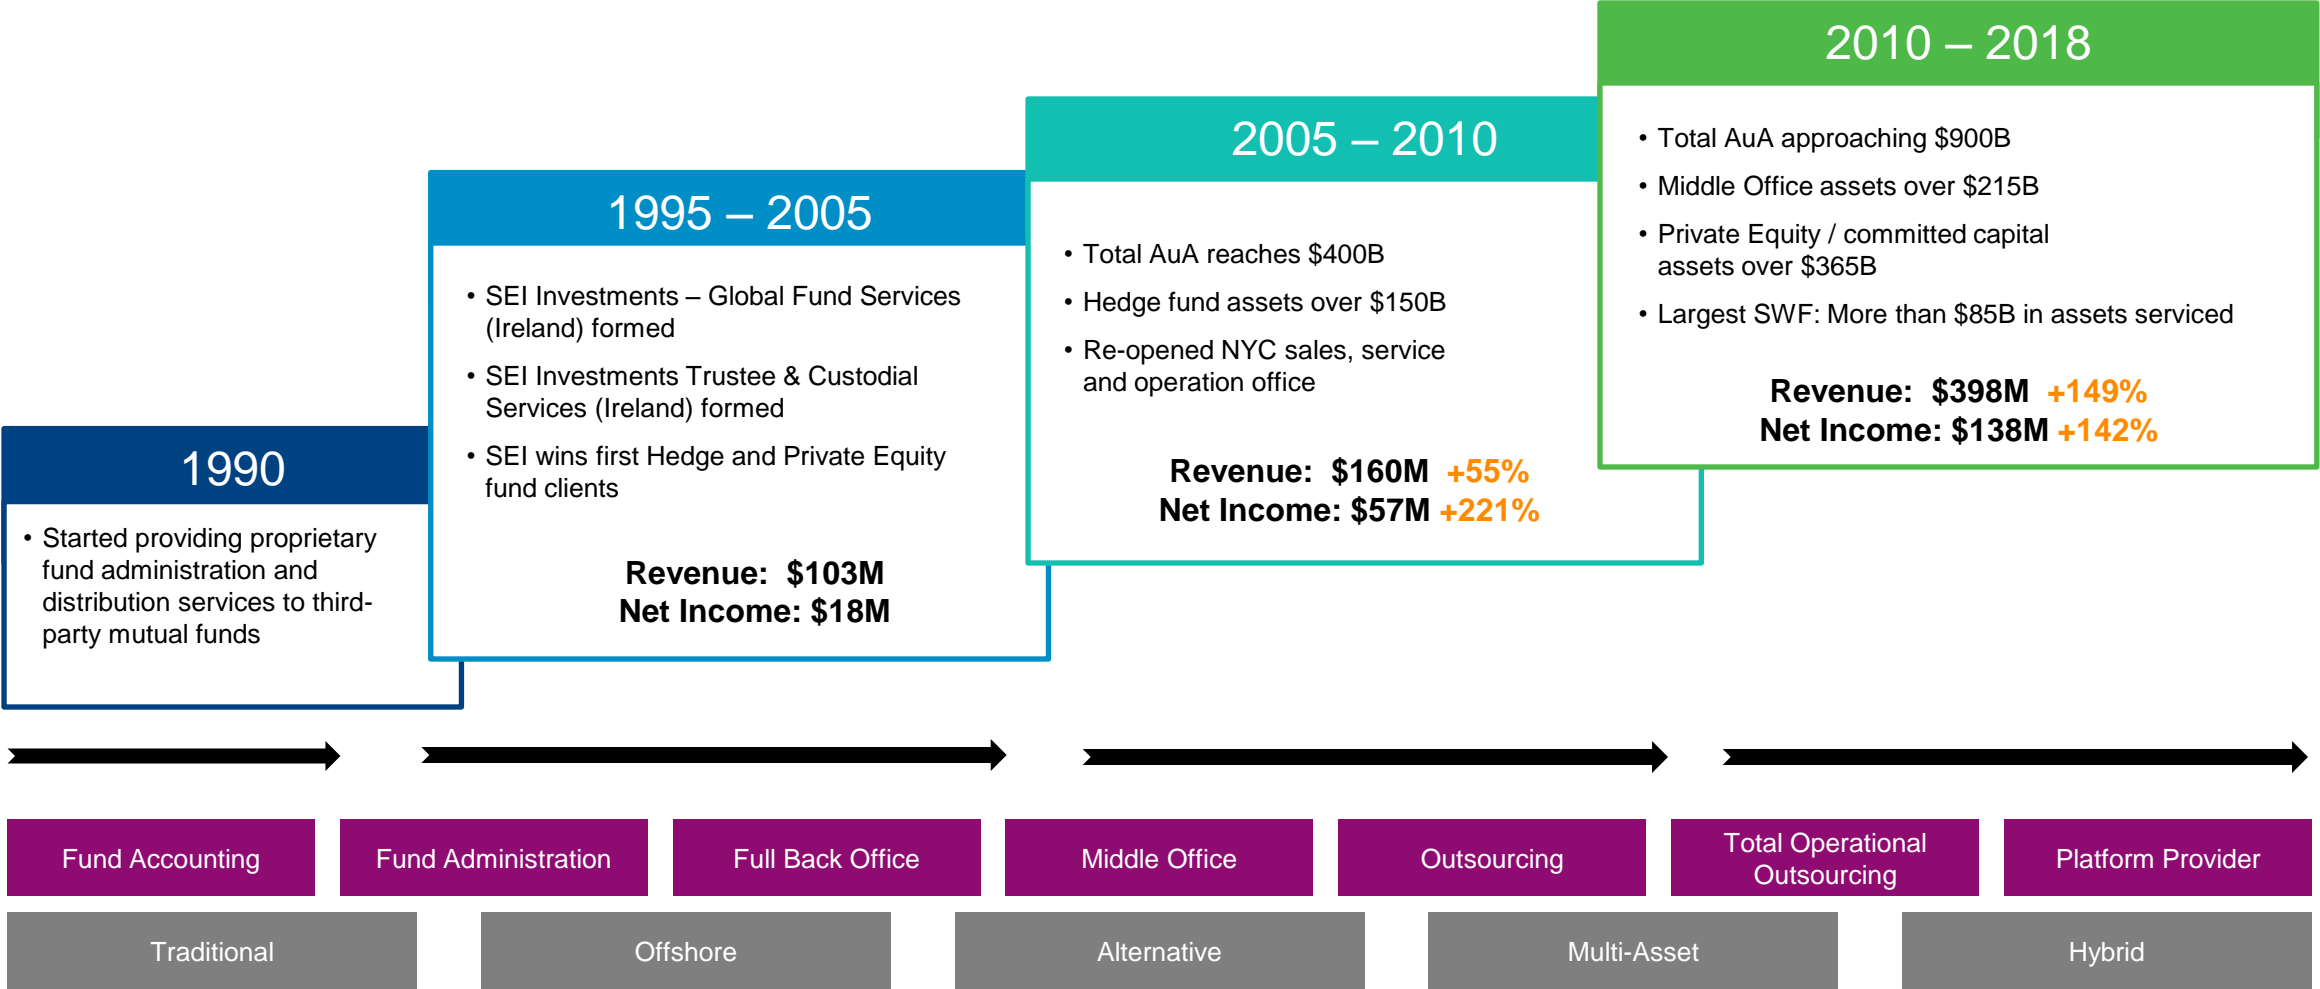 1990
• Started providing proprietary
fund administration and
distribution services to third-
party mutual funds
1995 – 2005
• SEI Investments – Global Fund Services
(Ireland) formed
• SEI Investments Trustee & Custodial
Services (Ireland) formed
• SEI wins first Hedge and Private Equity
fund clients
Revenue: $103M
Net Income: $18M
2005 – 2010
• Total AuA reaches $400B
• Hedge fund assets over $150B
• Re-opened NYC sales, service
and operation office
Revenue: $160M +55%
Net Income: $57M +221%
2010 – 2018
• Total AuA approaching $900B
• Middle Office assets over $215B
• Private Equity / committed capital
assets over $365B
• Largest SWF: More than $85B in assets serviced
Revenue: $398M +149%
Net Income: $138M +142%
Fund Accounting
Fund Administration
Full Back Office
Middle Office
Outsourcing
Total Operational
Outsourcing
Platform Provider
Traditional
Offshore
Alternative
Multi-Asset
Hybrid